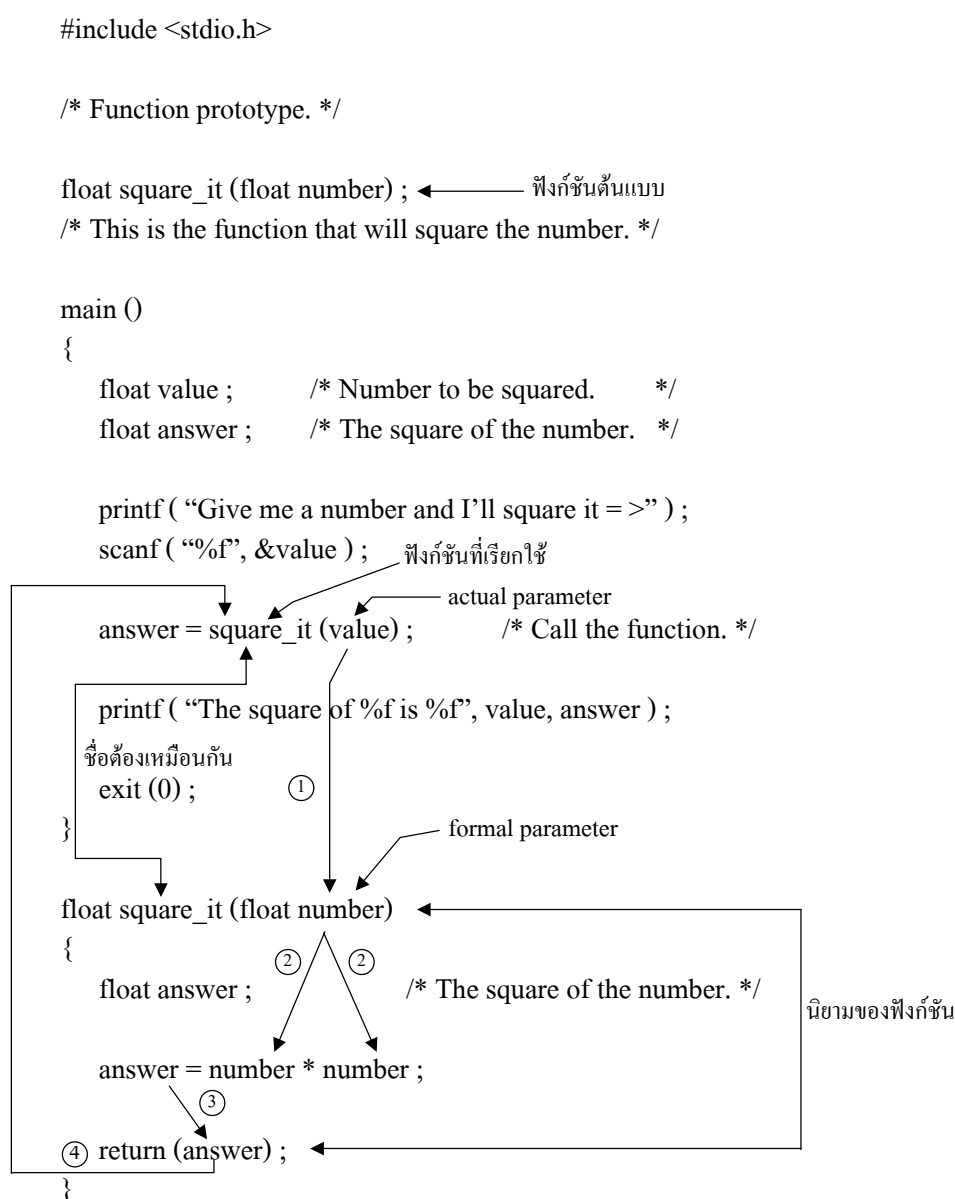 #include <stdio.h>
/* Function prototype. */
float square_it (float number) ; ฟังก์ชันต้นแบบ
/* This is the function that will square the number. */
main ()
{
float value ; /* Number to be squared. */
float answer ; /* The square of the number. */
printf ( “Give me a number and I’ll square it = >” ) ;
scanf ( “%f”, &value ) ; ฟังก์ชันที่เรียกใช้
actual parameter
answer = square_it (value) ; /* Call the function. */
printf ( “The square of %f is %f”, value, answer ) ;
ชื่อต้องเหมือนกัน
exit (0) ; 1
}
formal parameter
float square_it (float number)
{
2 2
float answer ; /* The square of the number. */
นิยามของฟังก์ชัน
answer = number * number ;
3
4 return (answer) ;
}